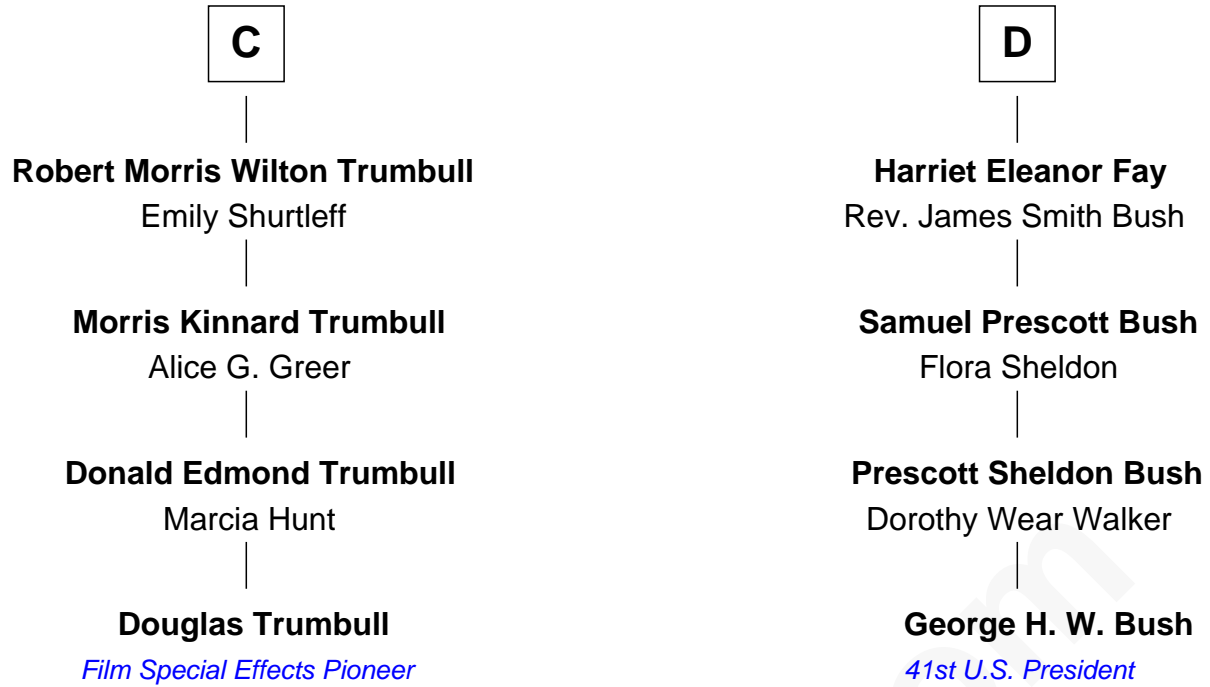 C
Robert Morris Wilton Trumbull
Emily Shurtleff
Morris Kinnard Trumbull
Alice G. Greer
Donald Edmond Trumbull
Marcia Hunt
Douglas Trumbull
Film Special Effects Pioneer
D
Harriet Eleanor Fay
Rev. James Smith Bush
Samuel Prescott Bush
Flora Sheldon
Prescott Sheldon Bush
Dorothy Wear Walker
George H. W. Bush
41st U.S. President